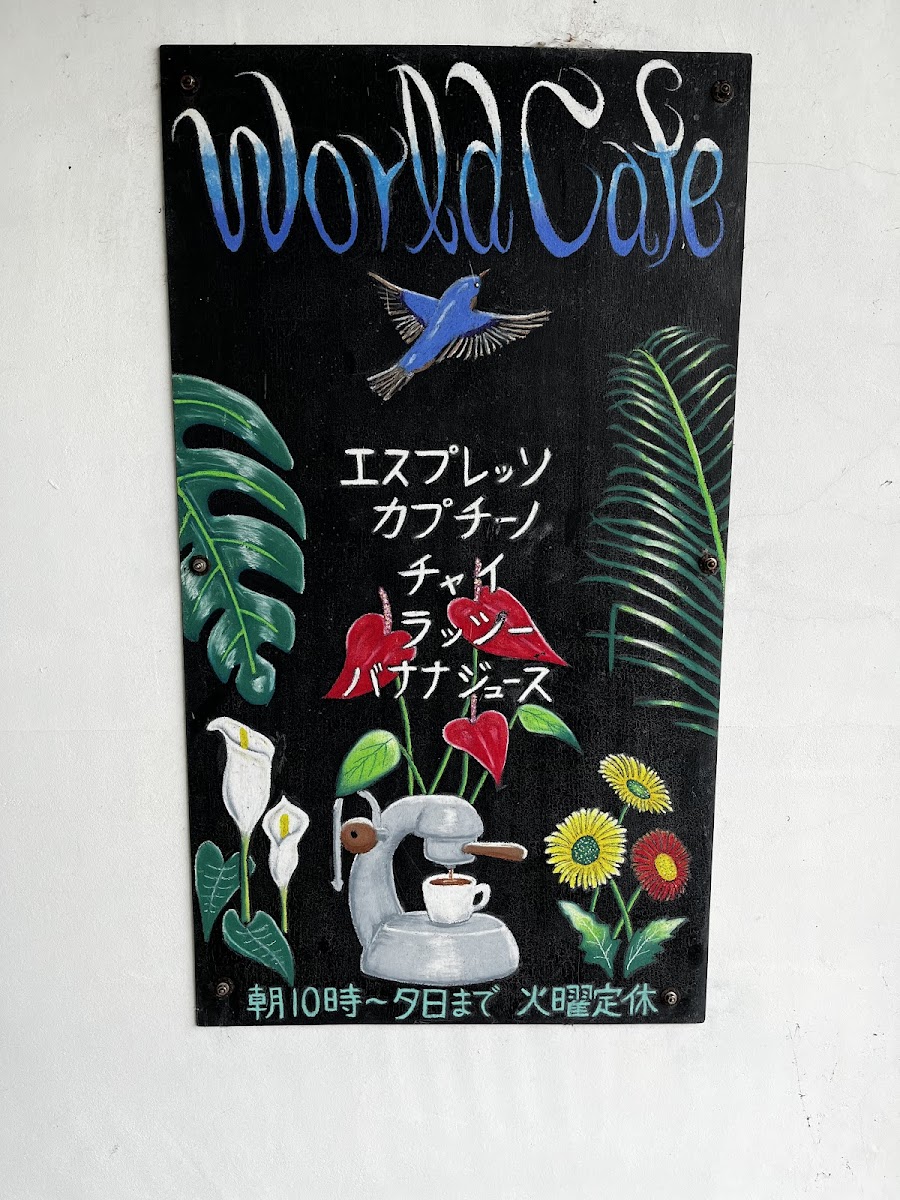 World Cafe
エスプレッソ
カプチーノ
チャイ
ラッシー
バナナジュース
朝10時〜夕日まで 火曜定休